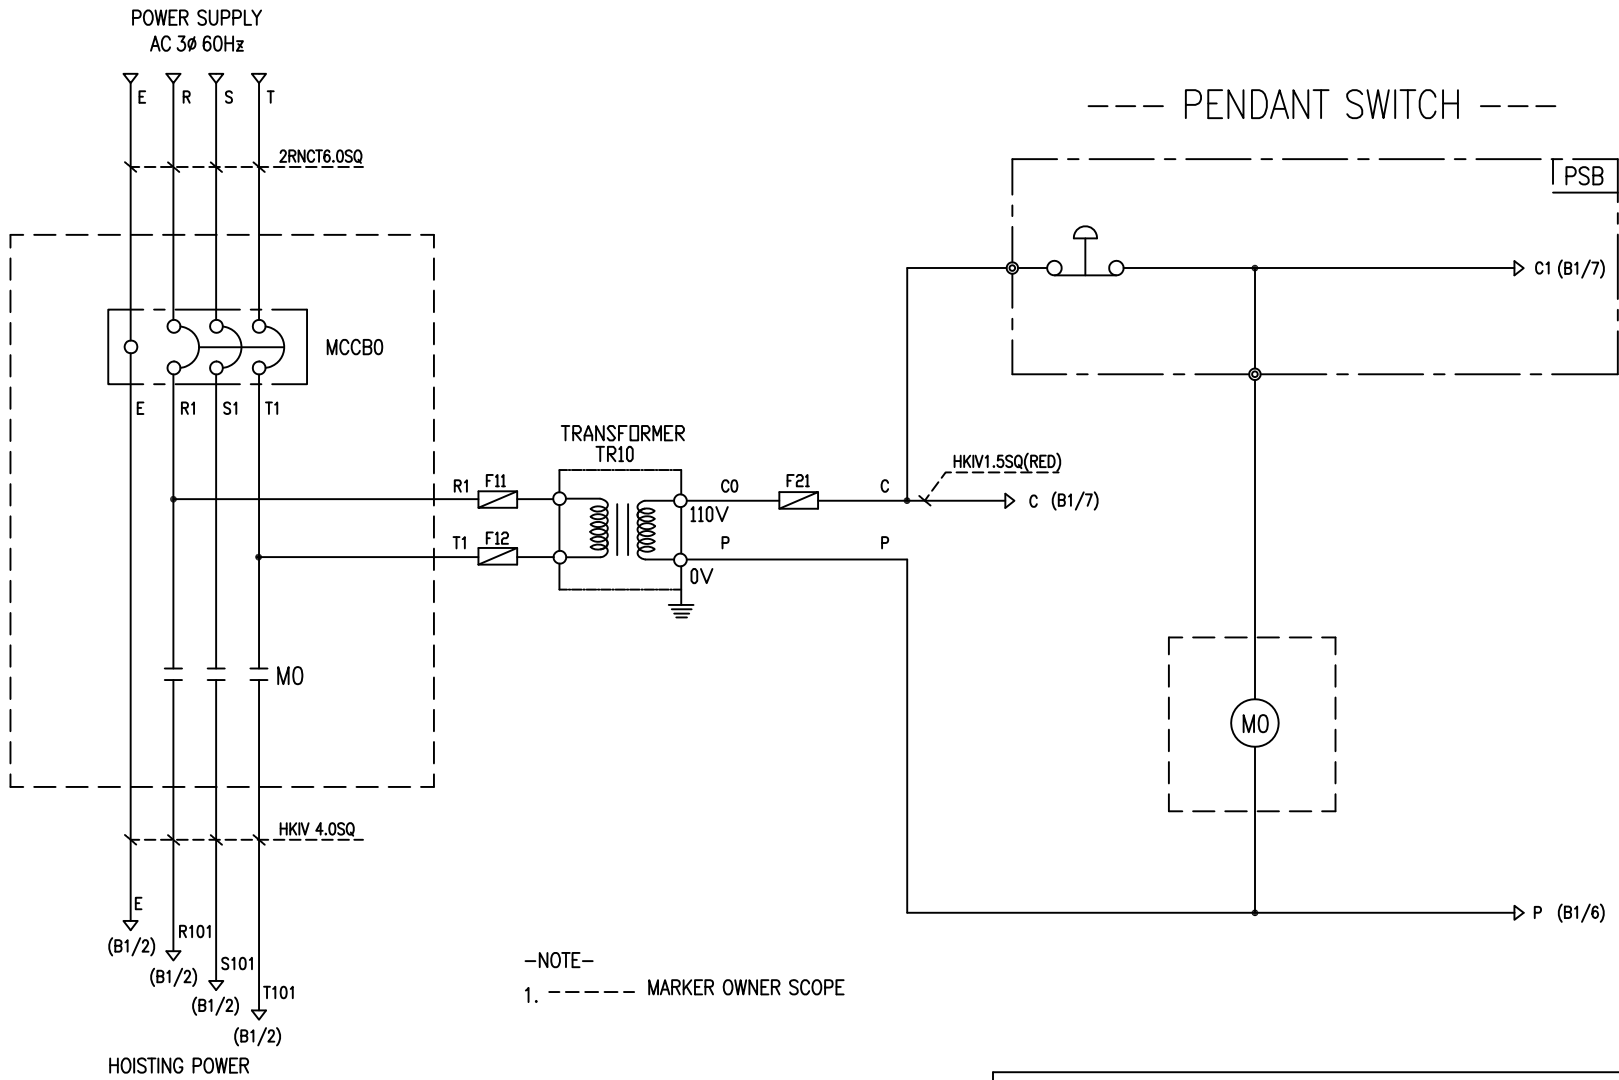 POWER SUPPLY
AC 3ø 60Hz
E R S T
2RNCT6.0SQ
--- PENDANT SWITCH ---
PSB
C1 (B1/7)
MCCB0
E R1 S1 T1
TRANSFORMER
TR10
R1 F11
C0 F21 C
HKIV1.5SQ(RED)
C (B1/7)
110V
T1 F12
P P
0V
M0
M0
HKIV 4.0SQ
E
(B1/2)
R101
(B1/2)
S101
(B1/2)
T101
(B1/2)
HOISTING POWER
P (B1/6)
-NOTE-
1. ------ MARKER OWNER SCOPE